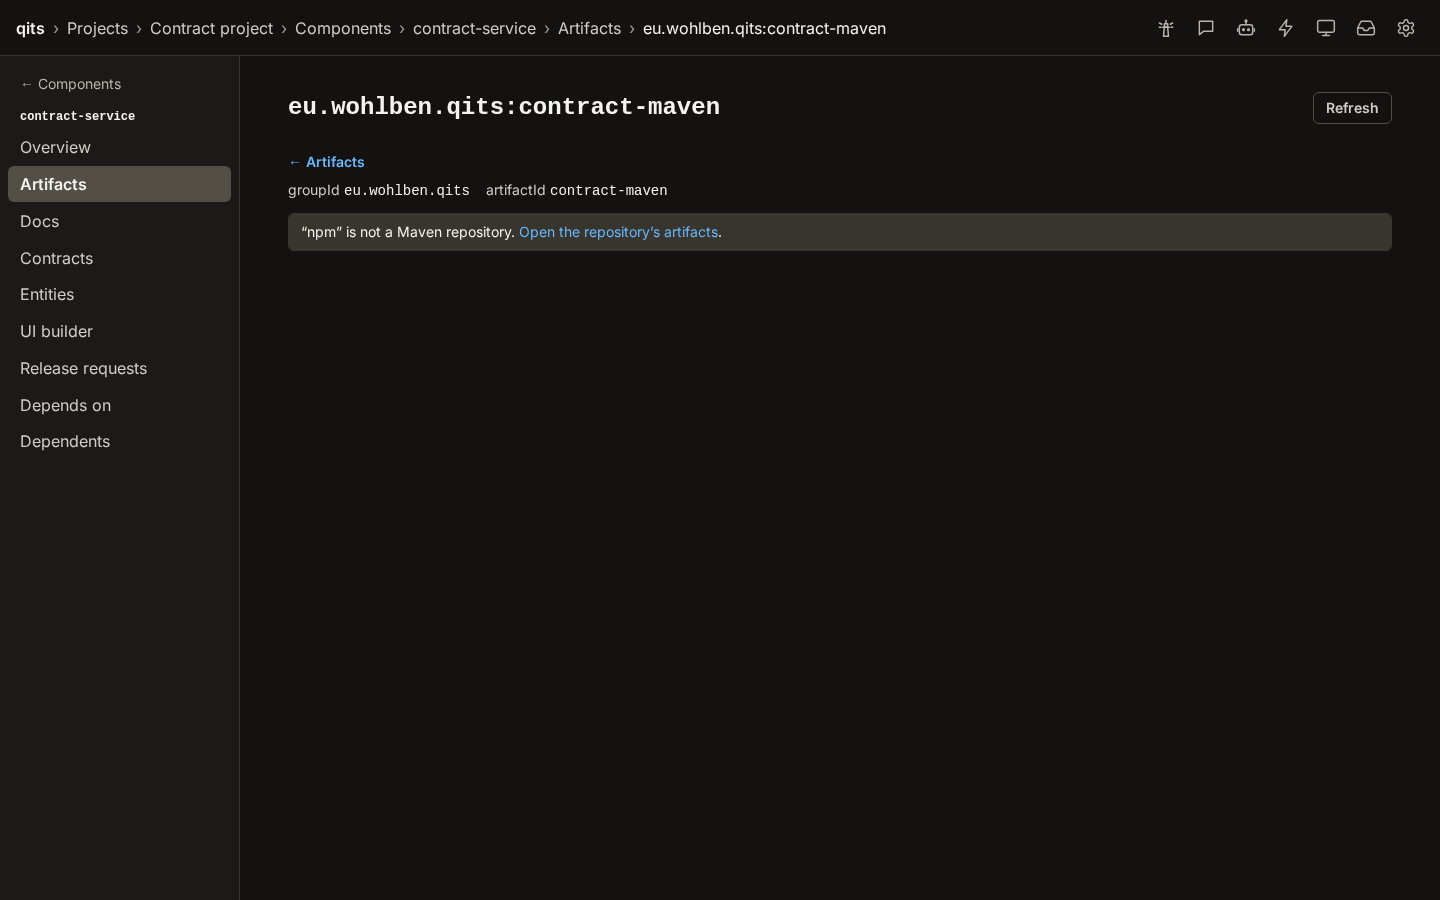 qits › Projects › Contract project › Components › contract-service › Artifacts › eu.wohlben.qits:contract-maven
← Components
contract-service
Overview
Artifacts
Docs
Contracts
Entities
UI builder
Release requests
Depends on
Dependents
eu.wohlben.qits:contract-maven
Refresh
← Artifacts
groupId eu.wohlben.qits artifactId contract-maven
“npm” is not a Maven repository. Open the repository’s artifacts.